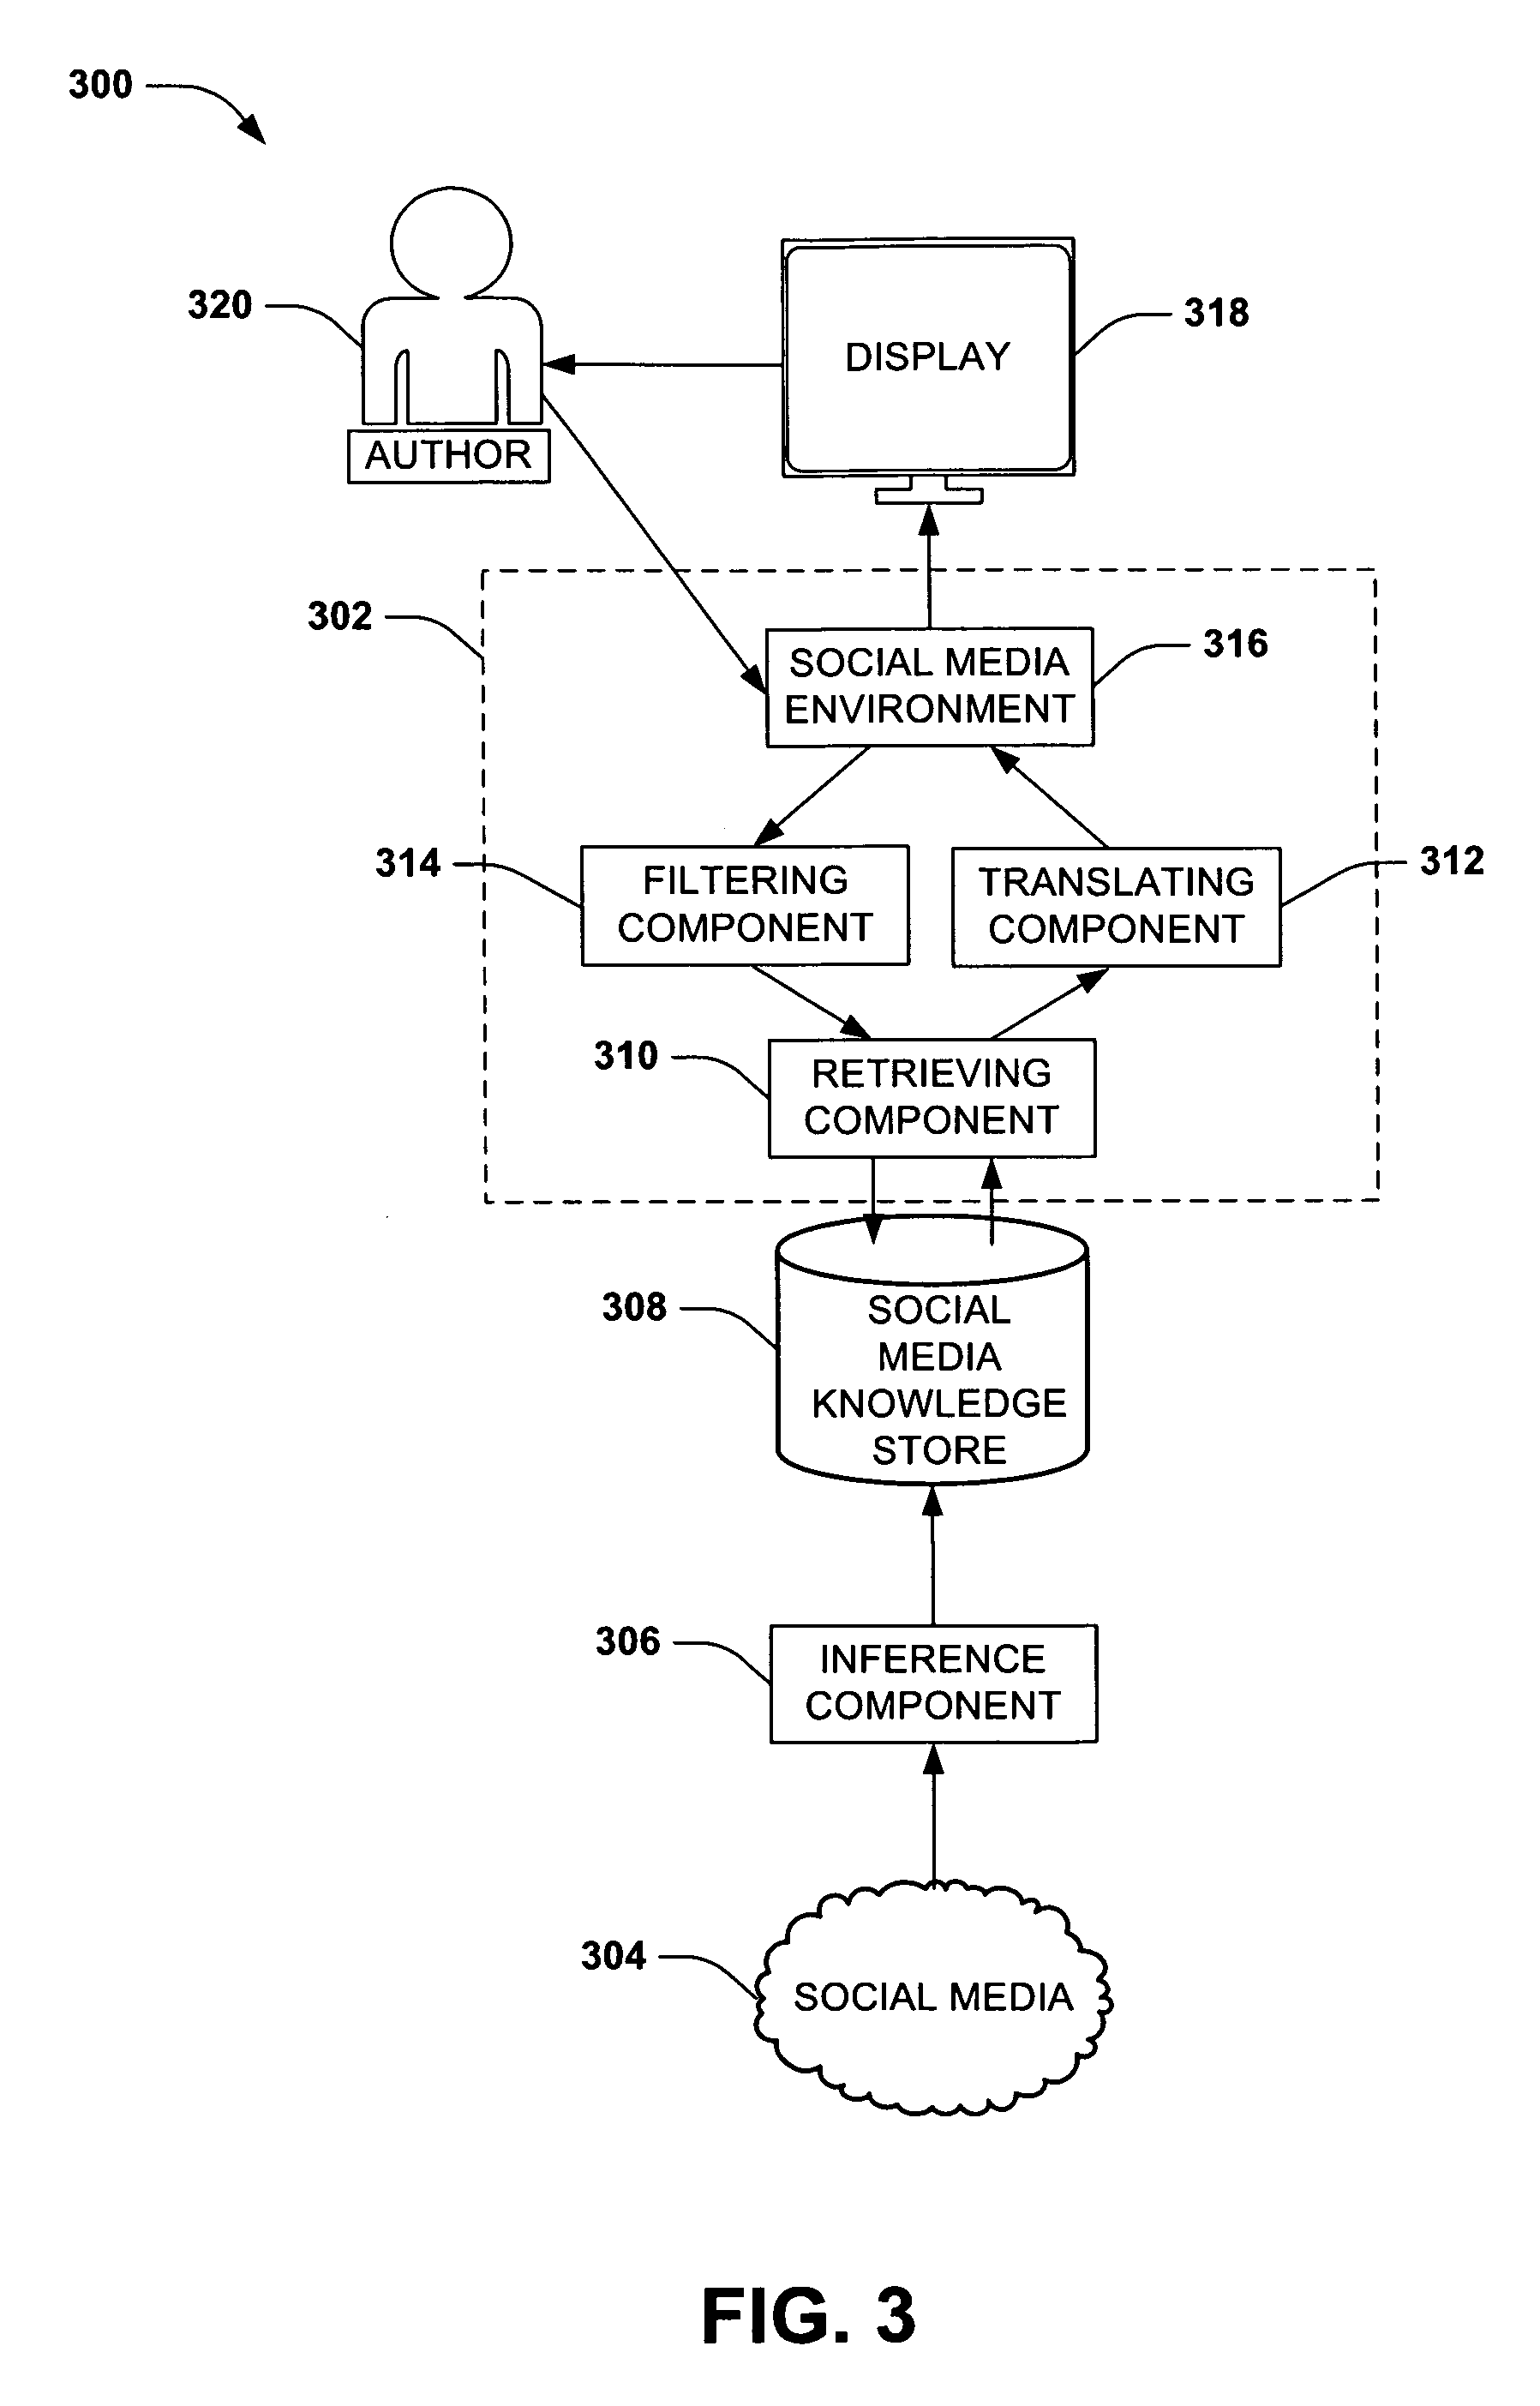 300
320
AUTHOR
DISPLAY
318
302
SOCIAL MEDIA
ENVIRONMENT
316
314
FILTERING
COMPONENT
TRANSLATING
COMPONENT
312
310
RETRIEVING
COMPONENT
308
SOCIAL
MEDIA
KNOWLEDGE
STORE
306
INFERENCE
COMPONENT
304
SOCIAL MEDIA
FIG. 3